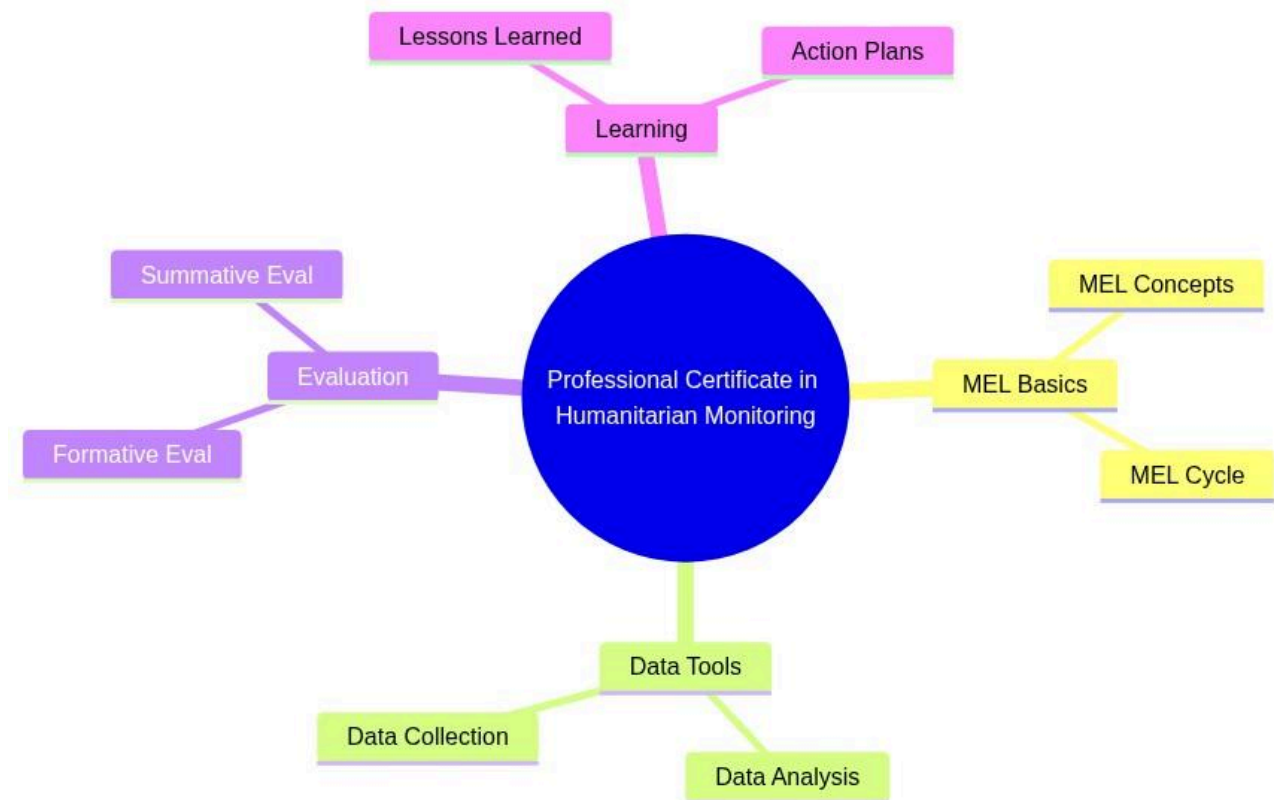 Lessons Learned
Action Plans
Learning
Summative Eval
MEL Concepts
Evaluation
Professional Certificate in
Humanitarian Monitoring
MEL Basics
Formative Eval
MEL Cycle
Data Tools
Data Collection
Data Analysis